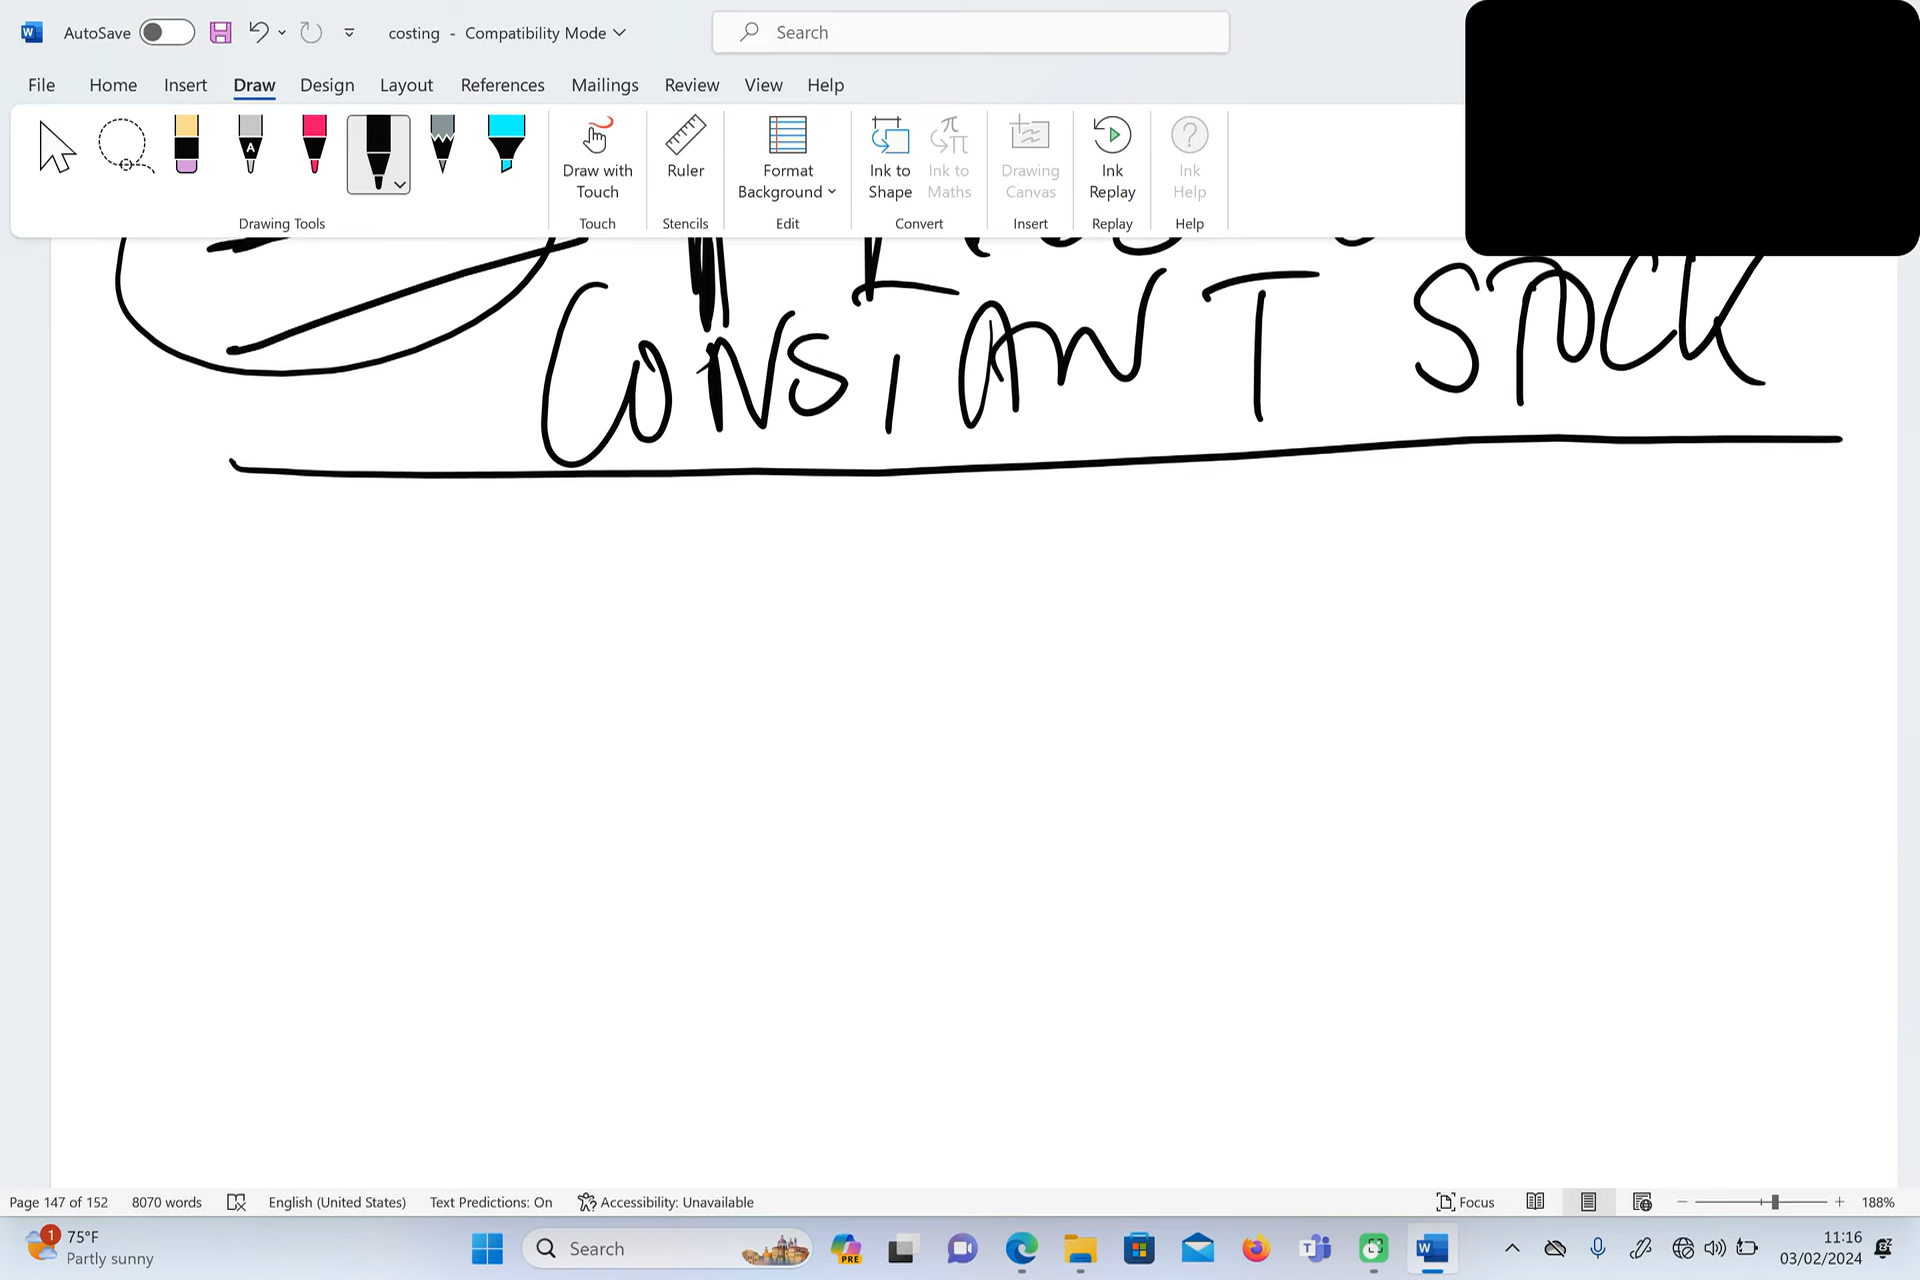 AutoSave
costing - Compatibility Mode
Search
File Home Insert Draw Design Layout References Mailings Review View Help
A
Draw with Touch
Ruler
Format Background
Ink to Shape
Ink to Maths
Drawing Canvas
Ink Replay
Ink Help
Drawing Tools Touch Stencils Edit Convert Insert Replay Help
CONSTANT STOCK
Page 147 of 152 8070 words English (United States) Text Predictions: On Accessibility: Unavailable Focus 188%
1 75°F
Partly sunny
Search
PRE
11:16
03/02/2024